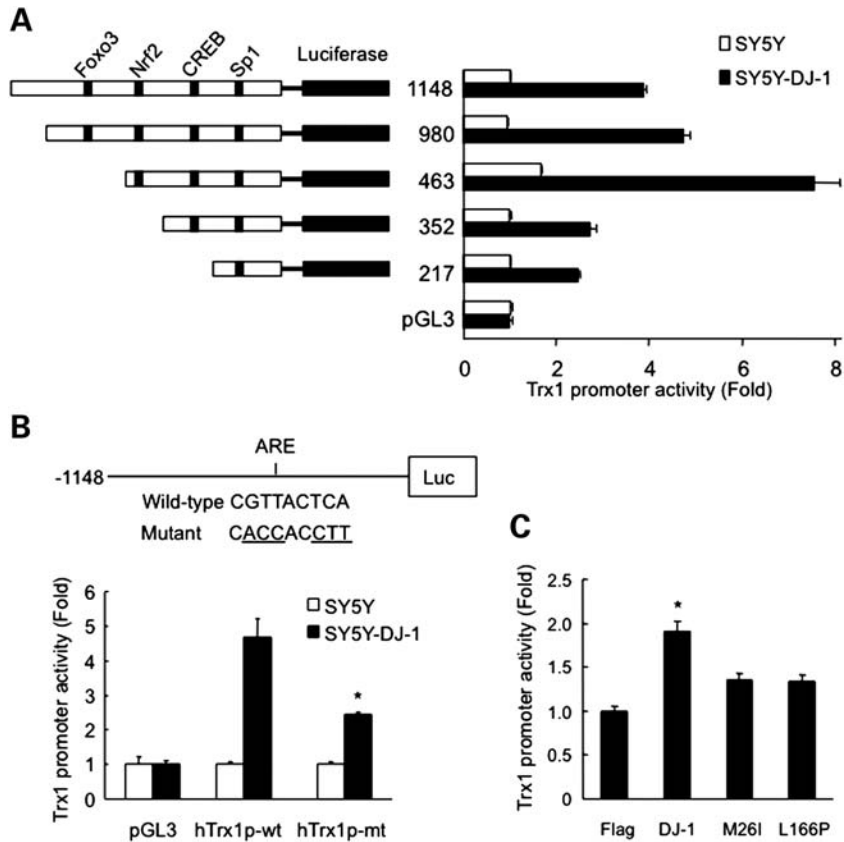 A
Foxo3 Nrf2 CREB Sp1 Luciferase
SY5Y
SY5Y-DJ-1
1148
980
463
352
217
pGL3
0 2 4 6 8
Trx1 promoter activity (Fold)
B
ARE
-1148 Luc
Wild-type CGTTACTCA
Mutant CACCACCTT
Trx1 promoter activity (Fold)
6
5
4
3
2
1
0
SY5Y
SY5Y-DJ-1
*
pGL3 hTrx1p-wt hTrx1p-mt
C
Trx1 promoter activity (Fold)
2.5
2.0
1.5
1.0
0.5
0
*
Flag DJ-1 M26I L166P